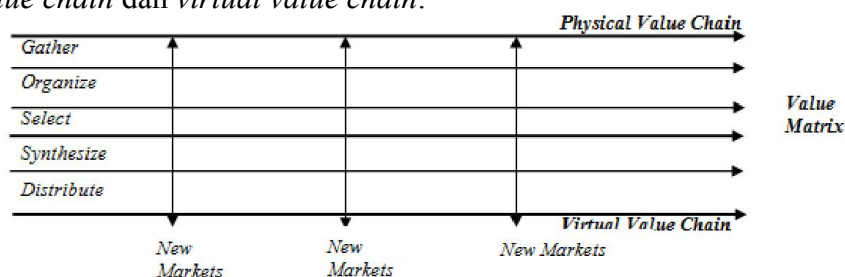 lue chain dan virtual value chain.
Physical Value Chain
Gather
Organize
Select
Synthesize
Distribute
Value
Matrix
Virtual Value Chain
New
Markets
New
Markets
New Markets